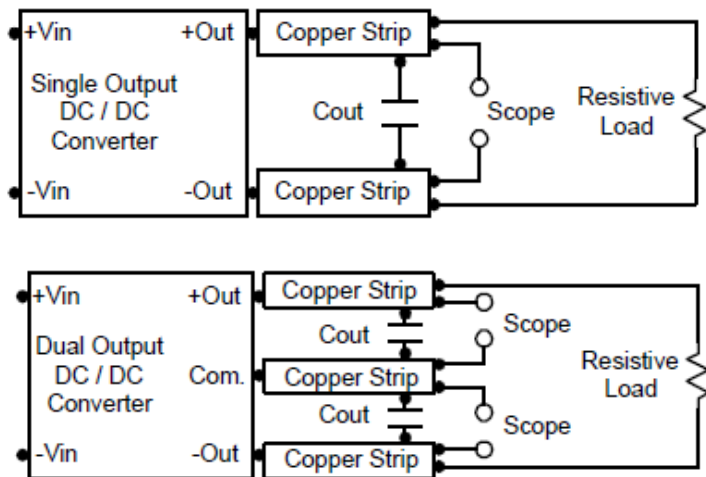 +Vin
+Out
Copper Strip
Single Output
DC / DC
Converter
Cout
Scope
Resistive
Load
-Vin
-Out
Copper Strip
+Vin
+Out
Copper Strip
Cout
Scope
Dual Output
DC / DC
Converter
Com.
Copper Strip
Resistive
Load
Cout
Scope
-Vin
-Out
Copper Strip